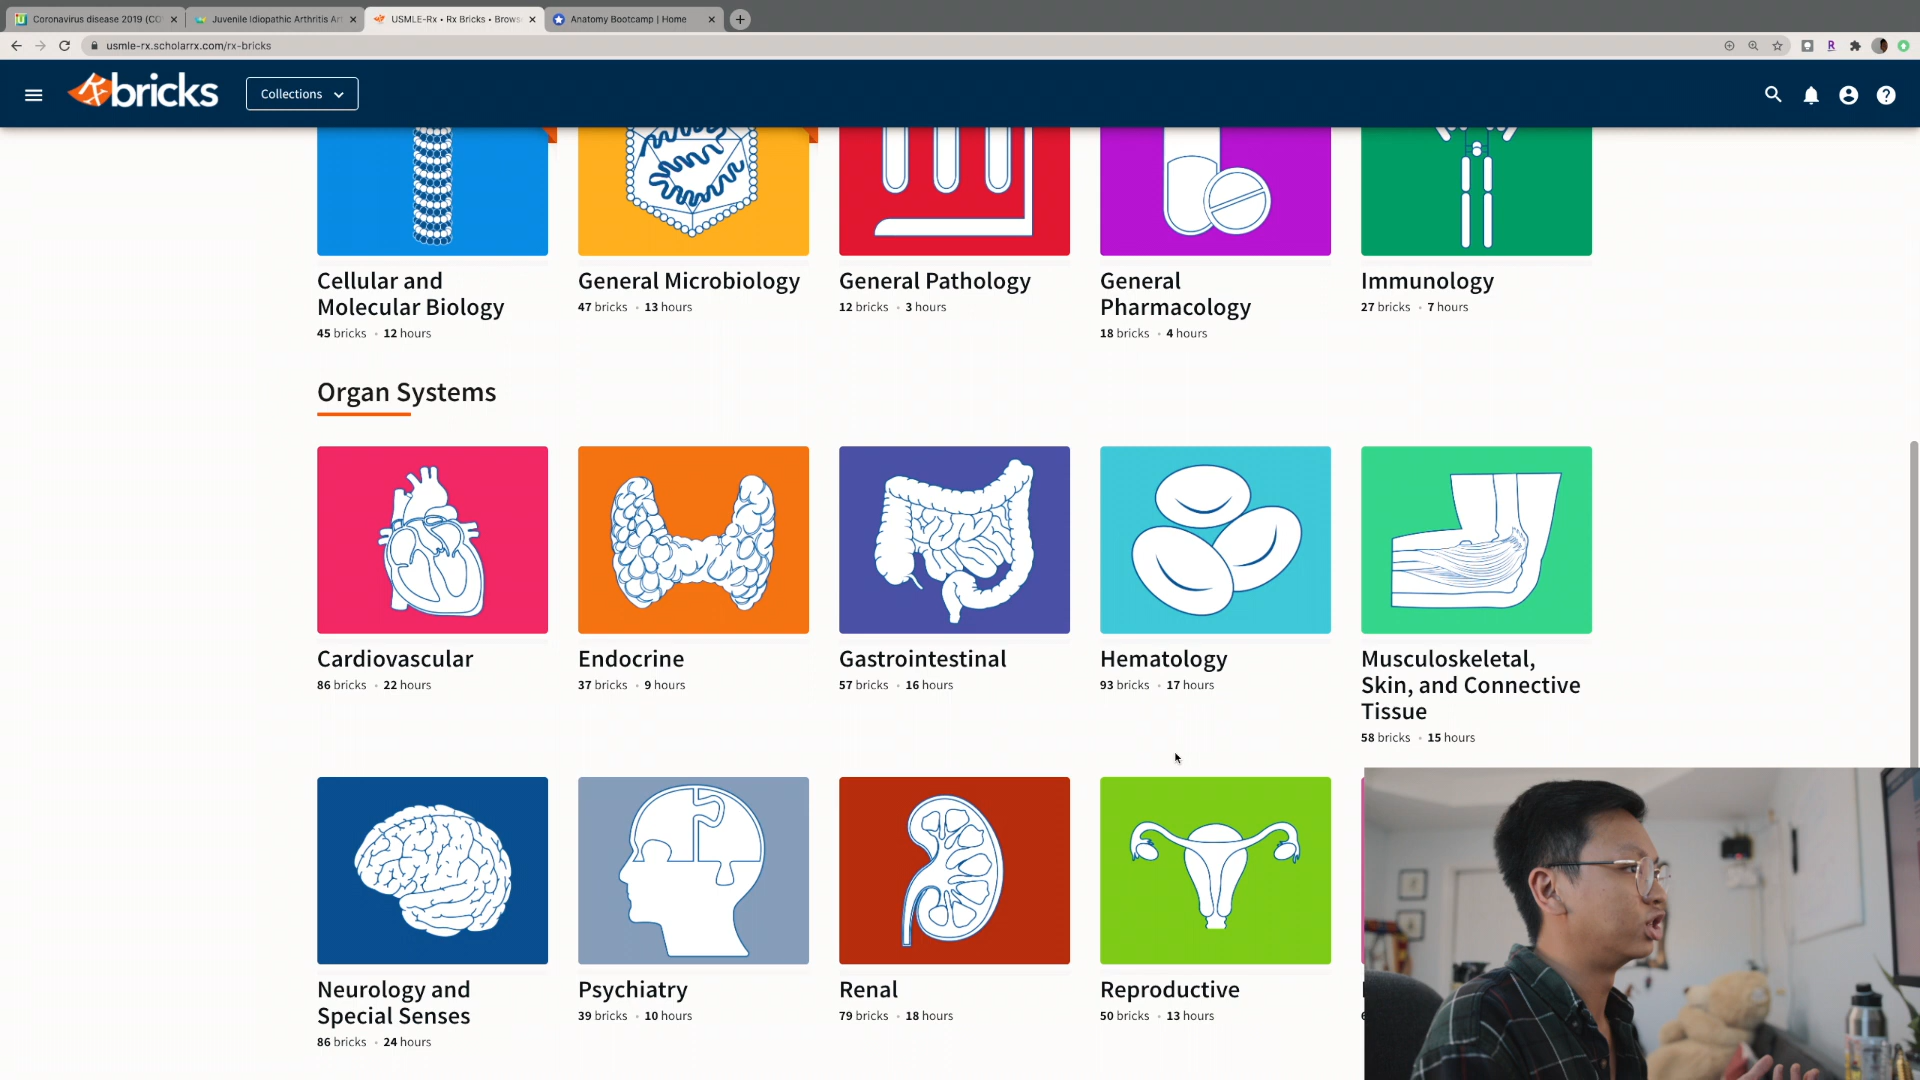 Coronavirus disease 2019 (CO
Juvenile Idiopathic Arthritis Ar
USMLE-Rx • Rx Bricks • Brows
Anatomy Bootcamp | Home
usmle-rx.scholarrx.com/rx-bricks
Rx bricks
Collections
Cellular and
Molecular Biology
45 bricks • 12 hours
General Microbiology
47 bricks • 13 hours
General Pathology
12 bricks • 3 hours
General
Pharmacology
18 bricks • 4 hours
Immunology
27 bricks • 7 hours
Organ Systems
Cardiovascular
86 bricks • 22 hours
Endocrine
37 bricks • 9 hours
Gastrointestinal
57 bricks • 16 hours
Hematology
93 bricks • 17 hours
Musculoskeletal,
Skin, and Connective
Tissue
58 bricks • 15 hours
Neurology and
Special Senses
86 bricks • 24 hours
Psychiatry
39 bricks • 10 hours
Renal
79 bricks • 18 hours
Reproductive
50 bricks • 13 hours